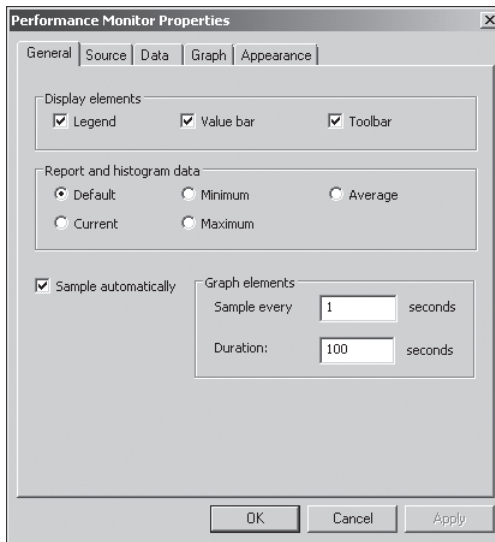 Performance Monitor Properties
General Source Data Graph Appearance
Display elements
Legend Value bar Toolbar
Report and histogram data
Default Minimum Average
Current Maximum
Sample automatically
Graph elements
Sample every 1 seconds
Duration: 100 seconds
OK Cancel Apply